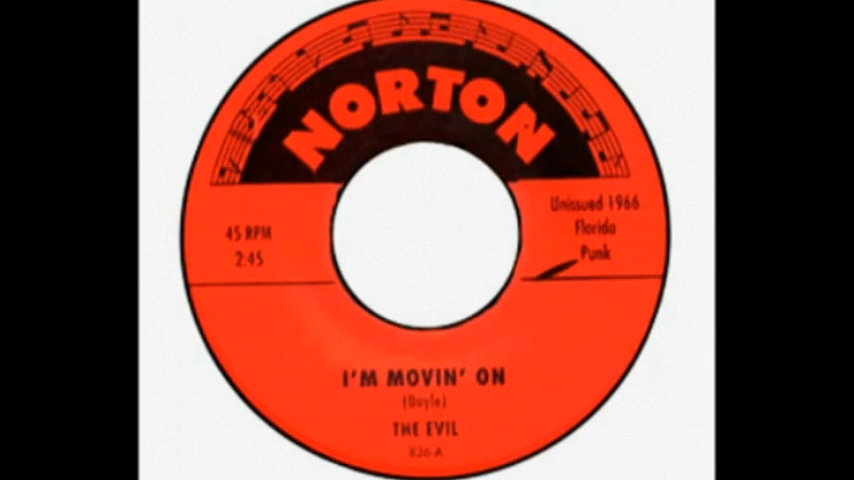 NORTON
45 RPM
2:45
Unissued 1966
Florida
Punk
I'M MOVIN' ON
(Doyle)
THE EVIL
826-A